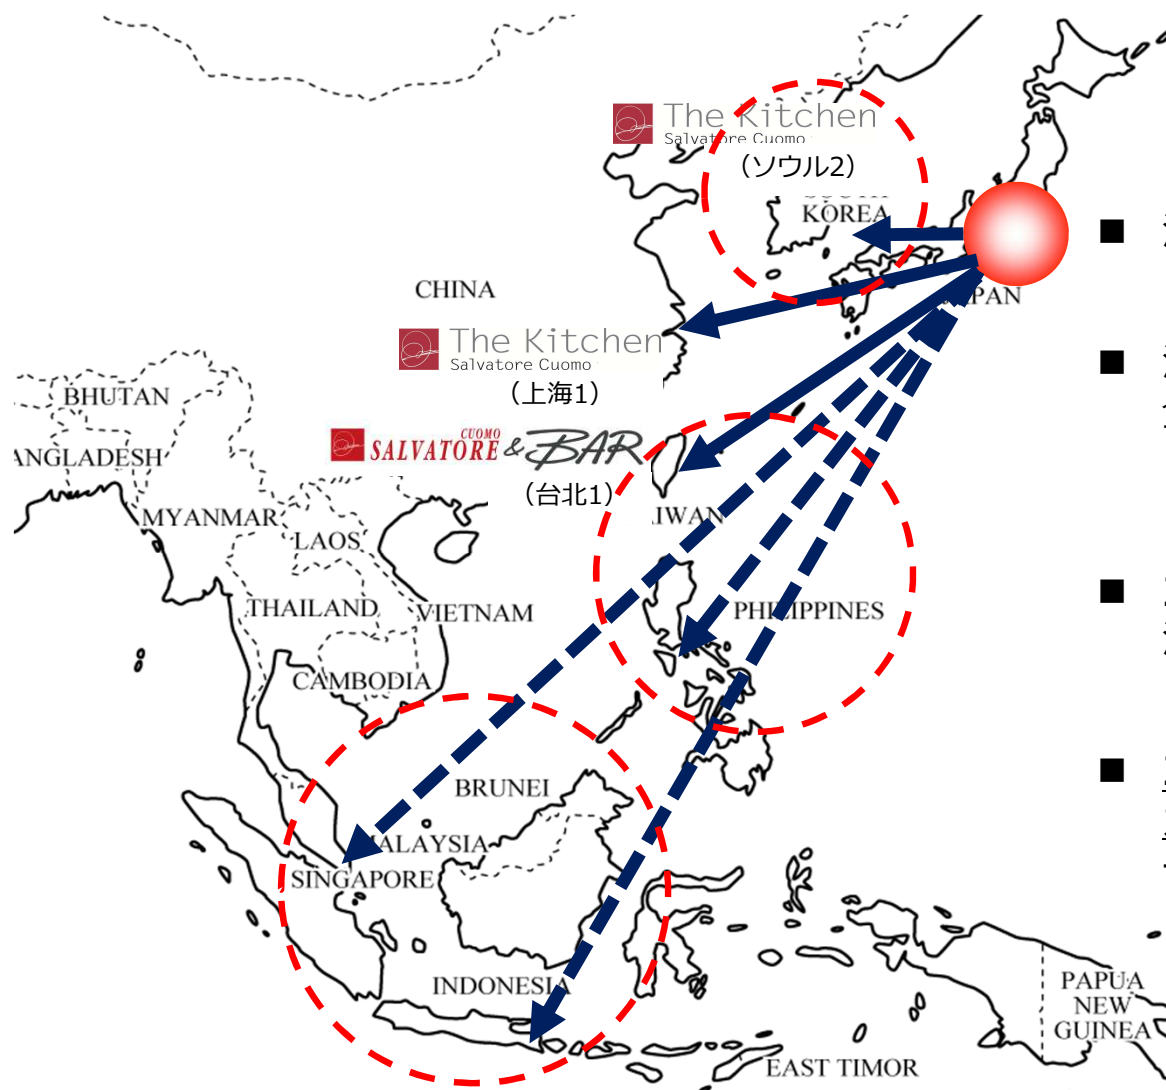 The Kitchen
Salvatore Cuomo
(ソウル2)
KOREA
JAPAN
CHINA
The Kitchen
Salvatore Cuomo
(上海1)
BHUTAN
SALVATORE CUOMO & BAR
ANGLADESH
(台北1)
MYANMAR
IWAN
LAOS
THAILAND
VIETNAM
PHILIPPINES
CAMBODIA
BRUNEI
MALAYSIA
SINGAPORE
INDONESIA
PAPUA
NEW
GUINEA
EAST TIMOR